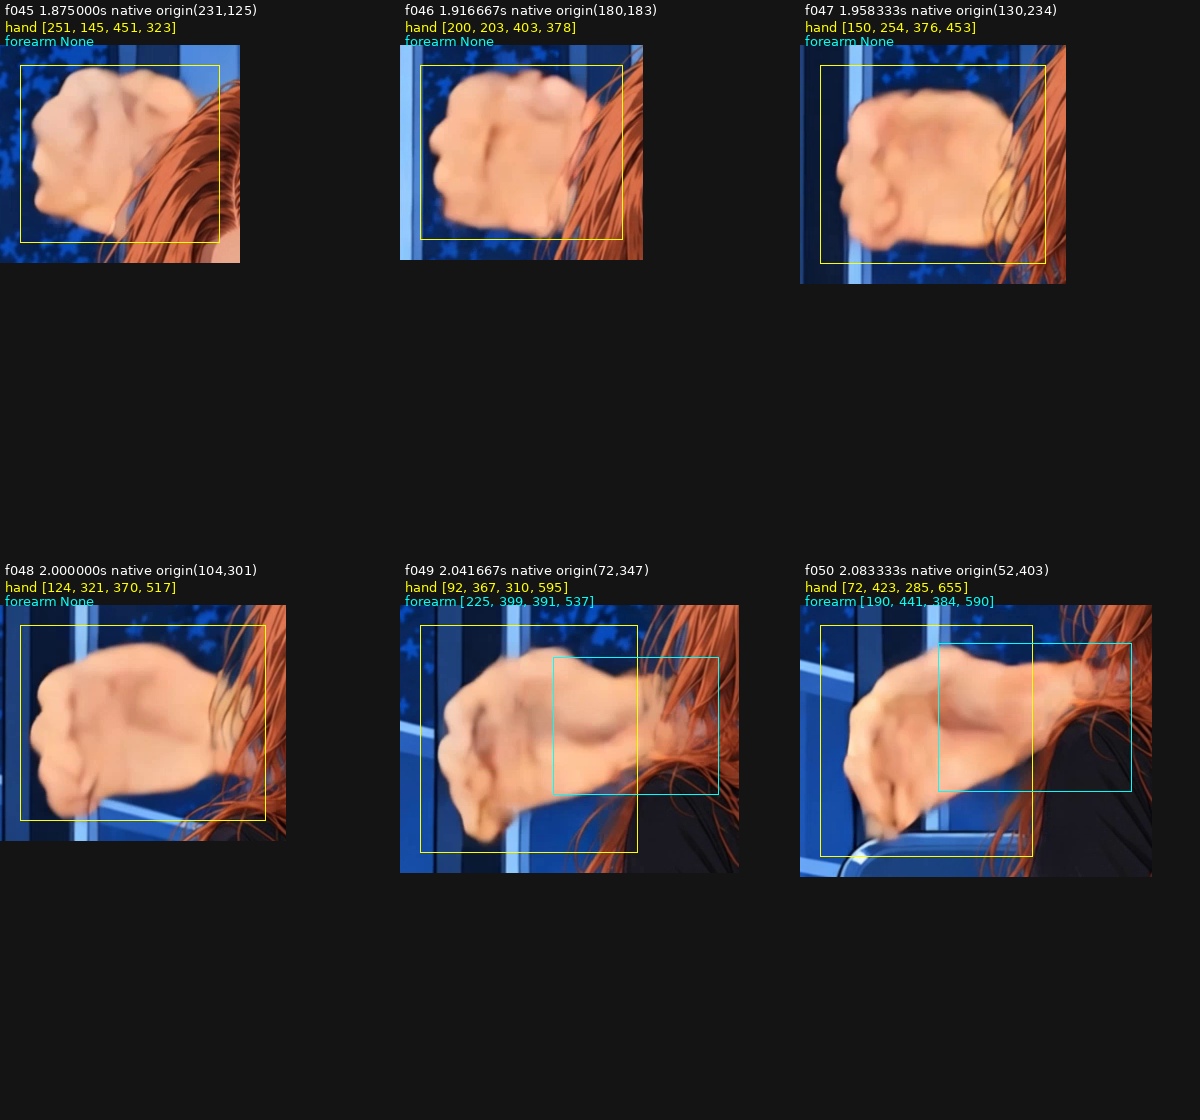 f045 1.875000s native origin(231,125)
hand [251, 145, 451, 323]
forearm None
f046 1.916667s native origin(180,183)
hand [200, 203, 403, 378]
forearm None
f047 1.958333s native origin(130,234)
hand [150, 254, 376, 453]
forearm None
f048 2.000000s native origin(104,301)
hand [124, 321, 370, 517]
forearm None
f049 2.041667s native origin(72,347)
hand [92, 367, 310, 595]
forearm [225, 399, 391, 537]
f050 2.083333s native origin(52,403)
hand [72, 423, 285, 655]
forearm [190, 441, 384, 590]